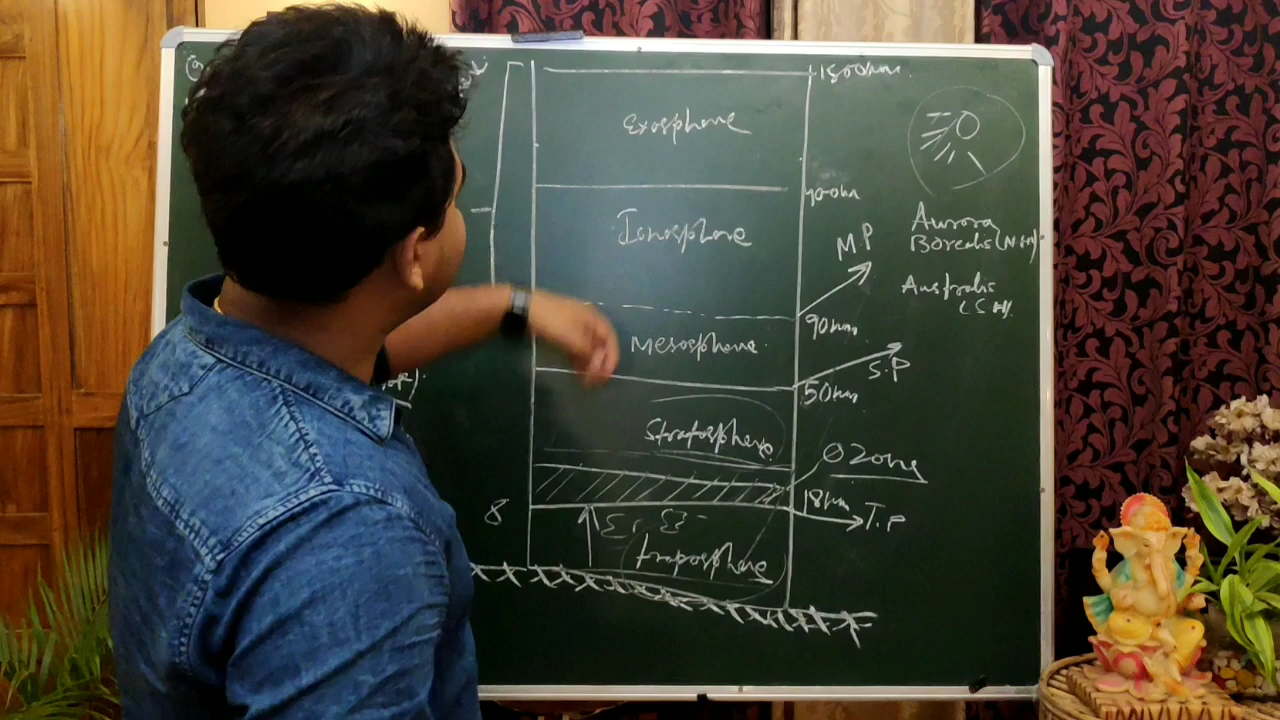 1500km.
Exosphere
400km
Ionosphere
M.P
90km
Mesosphere.
S.P
50km
Stratosphere
Ozone
18km
T.P
8
troposphere
Aurora
Borealis (N H)
Australis
(S H).